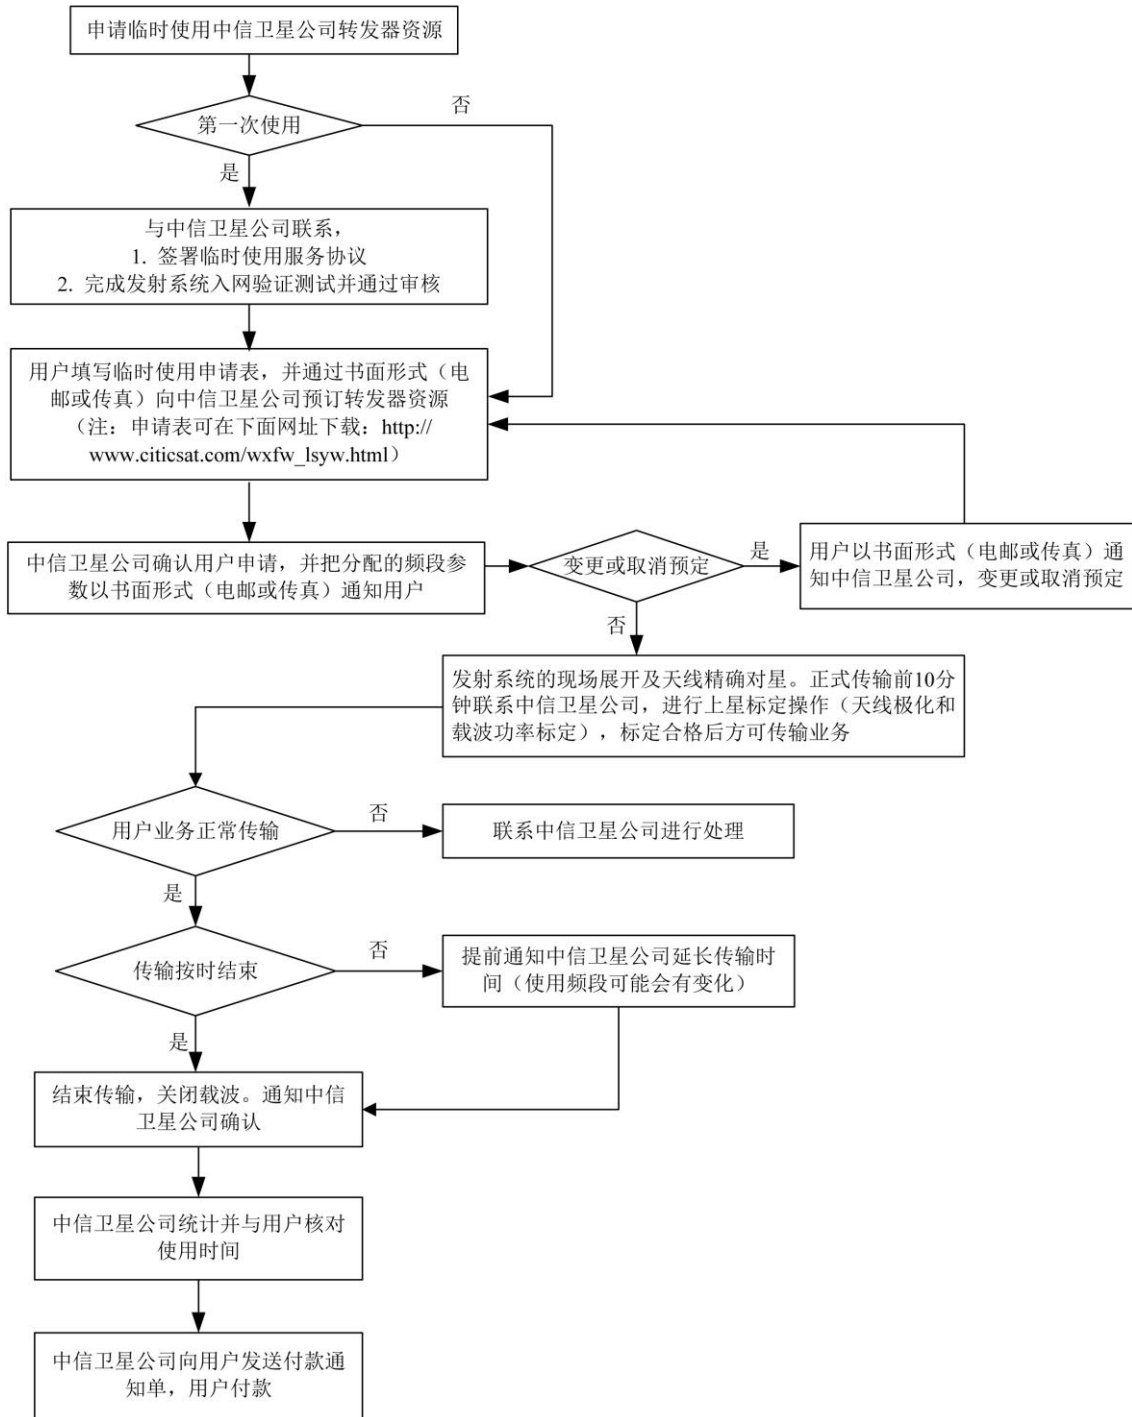 申请临时使用中信卫星公司转发器资源
否
第一次使用
是
与中信卫星公司联系，
1. 签署临时使用服务协议
2. 完成发射系统入网验证测试并通过审核
用户填写临时使用申请表，并通过书面形式（电
邮或传真）向中信卫星公司预订转发器资源
（注：申请表可在下面网址下载：http://
www.citicsat.com/wxfw_lsyw.html）
中信卫星公司确认用户申请，并把分配的频段参
数以书面形式（电邮或传真）通知用户
变更或取消预定
是
用户以书面形式（电邮或传真）通
知中信卫星公司，变更或取消预定
否
发射系统的现场展开及天线精确对星。正式传输前10分
钟联系中信卫星公司，进行上星标定操作（天线极化和
载波功率标定），标定合格后方可传输业务
用户业务正常传输
否
联系中信卫星公司进行处理
是
传输按时结束
否
提前通知中信卫星公司延长传输时
间（使用频段可能会有变化）
是
结束传输，关闭载波。通知中信
卫星公司确认
中信卫星公司统计并与用户核对
使用时间
中信卫星公司向用户发送付款通
知单，用户付款